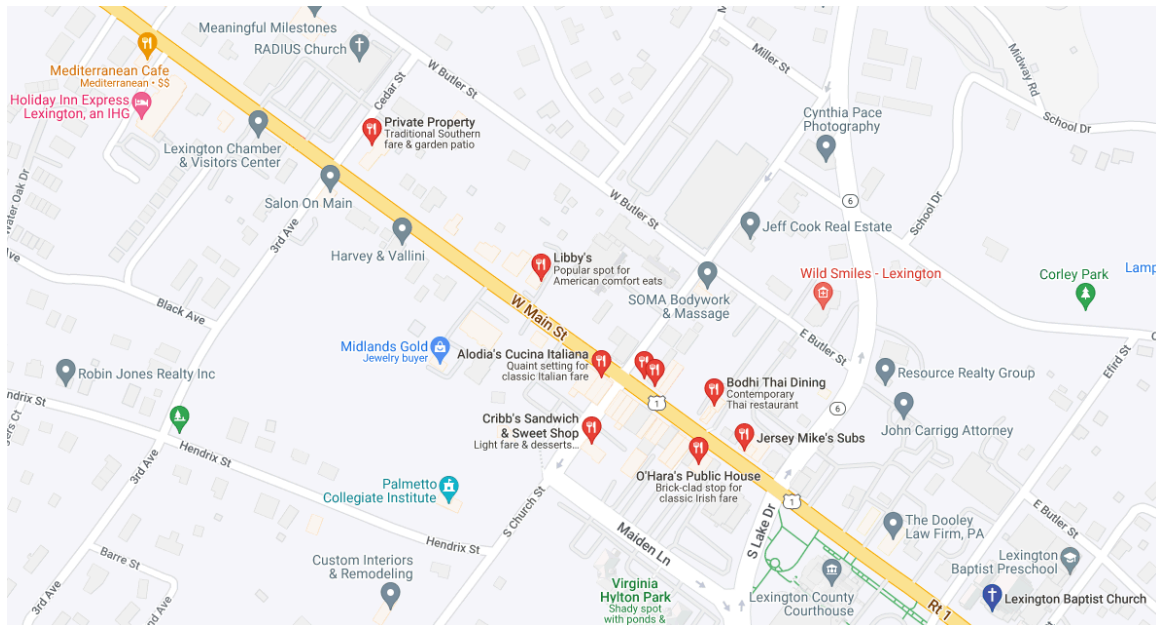 Meaningful Milestones
RADIUS Church
Mediterranean Cafe
Mediterranean • $$
Holiday Inn Express
Lexington, an IHG
Cedar St
W Butler St
Miller St
Midway Rd
School Dr
Private Property
Traditional Southern
fare & garden patio
Lexington Chamber
& Visitors Center
Cynthia Pace
Photography
Salon On Main
3rd Ave
W Butler St
6
School Dr
Harvey & Vallini
Jeff Cook Real Estate
Libby's
Popular spot for
American comfort eats
Wild Smiles - Lexington
Corley Park
SOMA Bodywork
& Massage
Black Ave
W Main St
E Butler St
Midlands Gold
Jewelry buyer
Alodia's Cucina Italiana
Quaint setting for
classic Italian fare
Efird St
Robin Jones Realty Inc
Resource Realty Group
Bodhi Thai Dining
Contemporary
Thai restaurant
1
6
John Carrigg Attorney
Cribb's Sandwich
& Sweet Shop
Light fare & desserts...
Jersey Mike's Subs
Hendrix St
3rd Ave
O'Hara's Public House
Brick-clad stop for
classic Irish fare
Palmetto
Collegiate Institute
S Church St
1
E Butler St
Maiden Ln
S Lake Dr
The Dooley
Law Firm, PA
Hendrix St
Barre St
Custom Interiors
& Remodeling
Lexington
Baptist Preschool
Virginia
Hylton Park
Shady spot
with ponds &
Lexington County
Courthouse
Rt 1
Lexington Baptist Church
3rd Ave